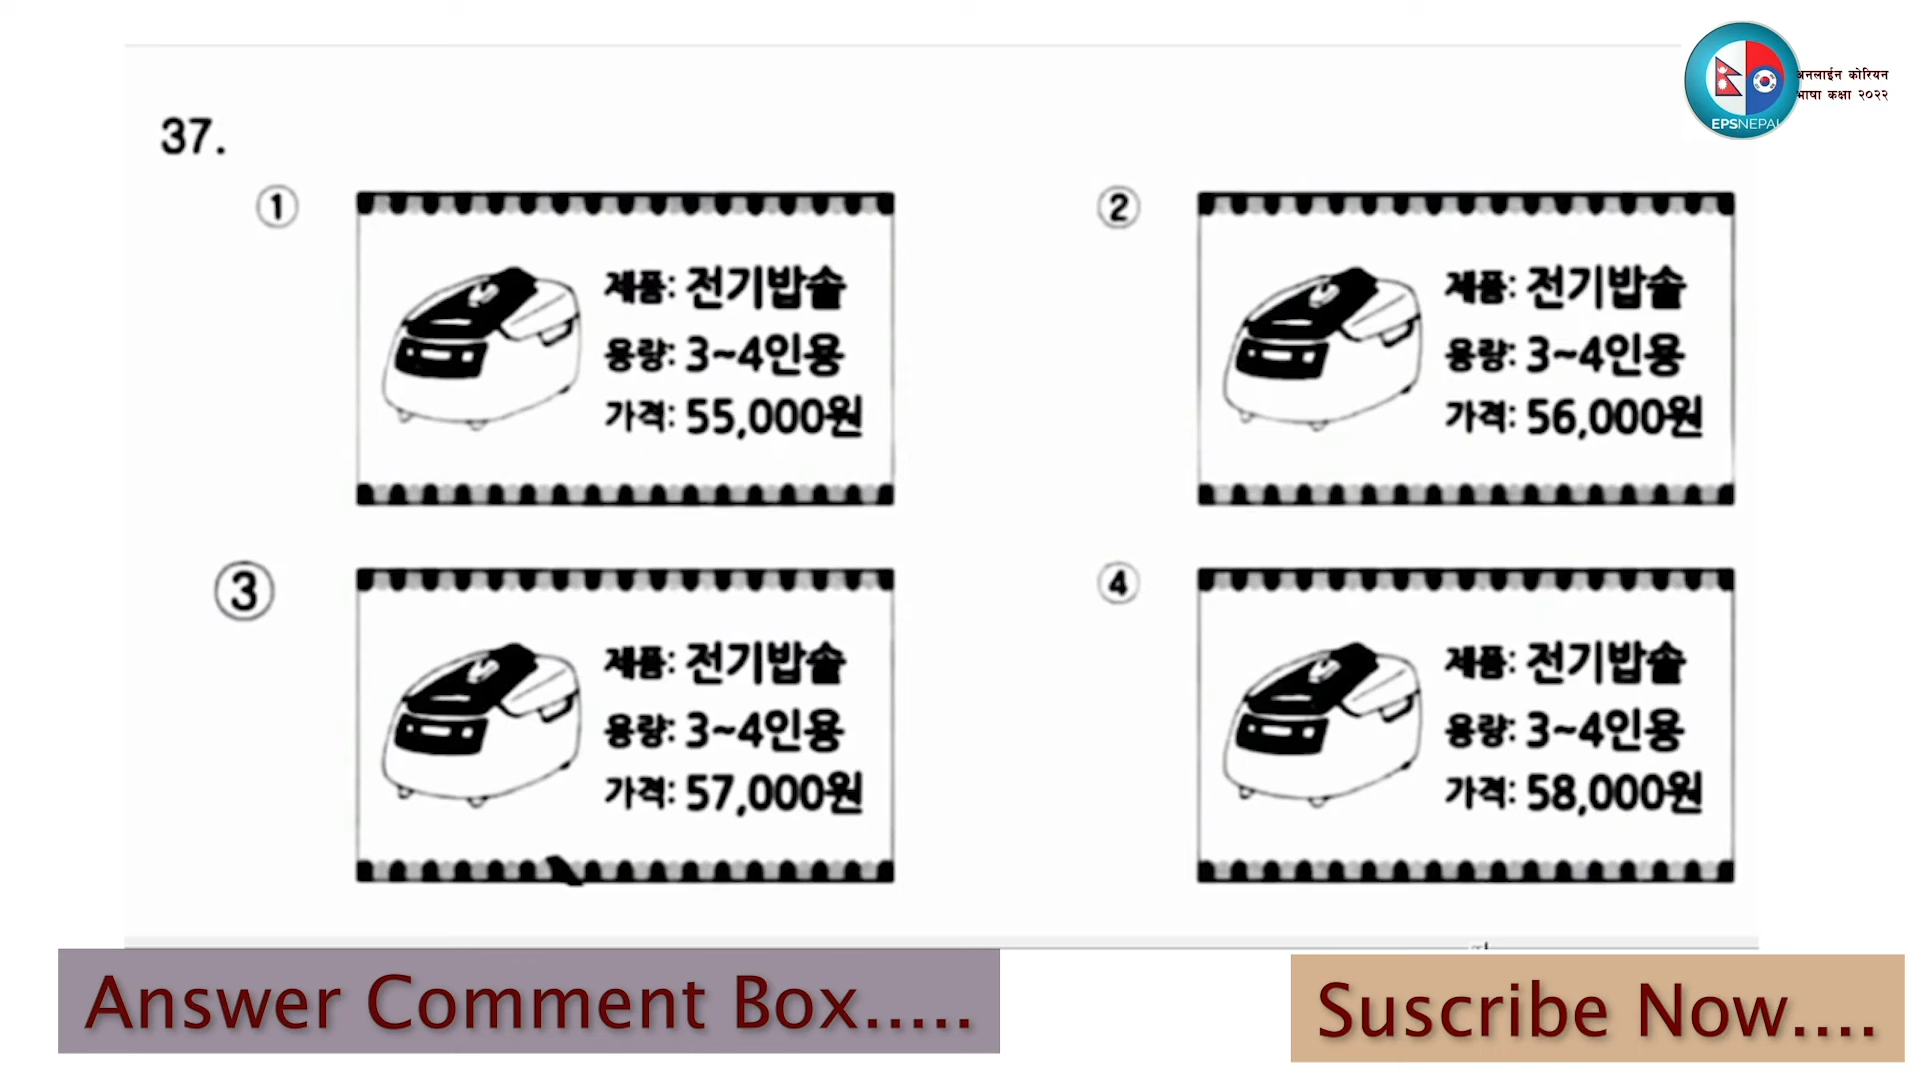 अनलाईन कोरियन
भाषा कक्षा २०२२
EPSNEPAL
37.
①
제품: 전기밥솥
용량: 3~4인용
가격: 55,000원
②
제품: 전기밥솥
용량: 3~4인용
가격: 56,000원
③
제품: 전기밥솥
용량: 3~4인용
가격: 57,000원
④
제품: 전기밥솥
용량: 3~4인용
가격: 58,000원
Answer Comment Box.....
Suscribe Now....